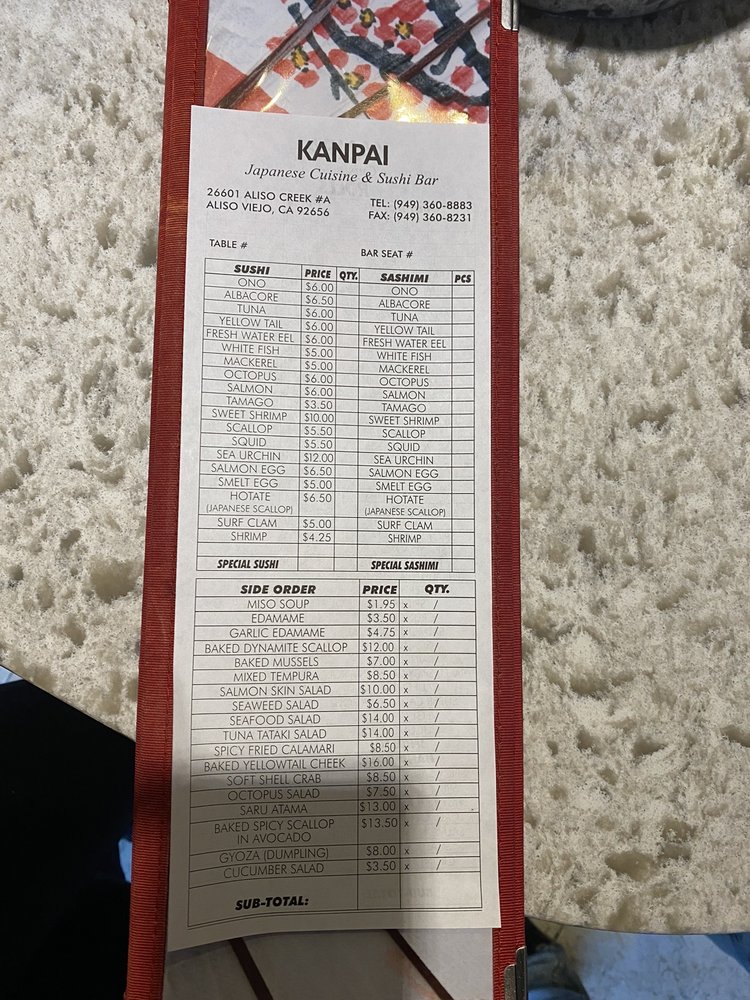 KANPAI
Japanese Cuisine & Sushi Bar
26601 ALISO CREEK #A
ALISO VIEJO, CA 92656
TEL: (949) 360-8883
FAX: (949) 360-8231
TABLE #
BAR SEAT #
SUSHI PRICE QTY. SASHIMI PCS
ONO $6.00 ONO
ALBACORE $6.50 ALBACORE
TUNA $6.00 TUNA
YELLOW TAIL $6.00 YELLOW TAIL
FRESH WATER EEL $6.00 FRESH WATER EEL
WHITE FISH $5.00 WHITE FISH
MACKEREL $5.00 MACKEREL
OCTOPUS $6.00 OCTOPUS
SALMON $6.00 SALMON
TAMAGO $3.50 TAMAGO
SWEET SHRIMP $10.00 SWEET SHRIMP
SCALLOP $5.50 SCALLOP
SQUID $5.50 SQUID
SEA URCHIN $12.00 SEA URCHIN
SALMON EGG $6.50 SALMON EGG
SMELT EGG $5.00 SMELT EGG
HOTATE $6.50 HOTATE
(JAPANESE SCALLOP) (JAPANESE SCALLOP)
SURF CLAM $5.00 SURF CLAM
SHRIMP $4.25 SHRIMP
SPECIAL SUSHI SPECIAL SASHIMI
SIDE ORDER PRICE QTY.
MISO SOUP $1.95 x /
EDAMAME $3.50 x /
GARLIC EDAMAME $4.75 x /
BAKED DYNAMITE SCALLOP $12.00 x /
BAKED MUSSELS $7.00 x /
MIXED TEMPURA $8.50 x /
SALMON SKIN SALAD $10.00 x /
SEAWEED SALAD $6.50 x /
SEAFOOD SALAD $14.00 x /
TUNA TATAKI SALAD $14.00 x /
SPICY FRIED CALAMARI $8.50 x /
BAKED YELLOWTAIL CHEEK $16.00 x /
SOFT SHELL CRAB $8.50 x /
OCTOPUS SALAD $7.50 x /
SARU ATAMA $13.00 x /
BAKED SPICY SCALLOP $13.50 x /
IN AVOCADO
GYOZA (DUMPLING) $8.00 x /
CUCUMBER SALAD $3.50 x /
SUB-TOTAL: